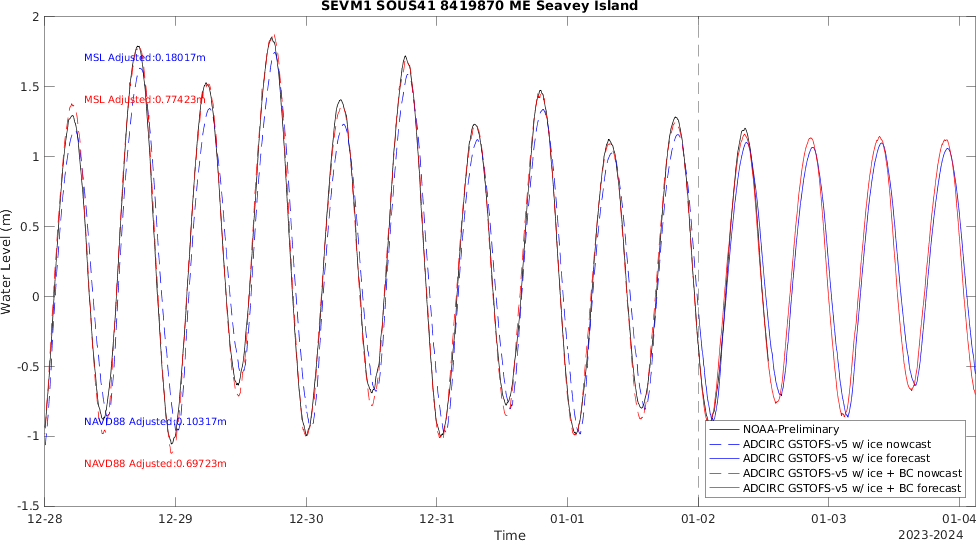 SEVM1 SOUS41 8419870 ME Seavey Island
2
1.5
1
0.5
0
-0.5
-1
-1.5
Water Level (m)
MSL Adjusted:0.18017m
MSL Adjusted:0.77423m
NAVD88 Adjusted:0.10317m
NAVD88 Adjusted:0.69723m
NOAA-Preliminary
ADCIRC GSTOFS-v5 w/ ice nowcast
ADCIRC GSTOFS-v5 w/ ice forecast
ADCIRC GSTOFS-v5 w/ ice + BC nowcast
ADCIRC GSTOFS-v5 w/ ice + BC forecast
12-28 12-29 12-30 12-31 01-01 01-02 01-03 01-04
Time
2023-2024